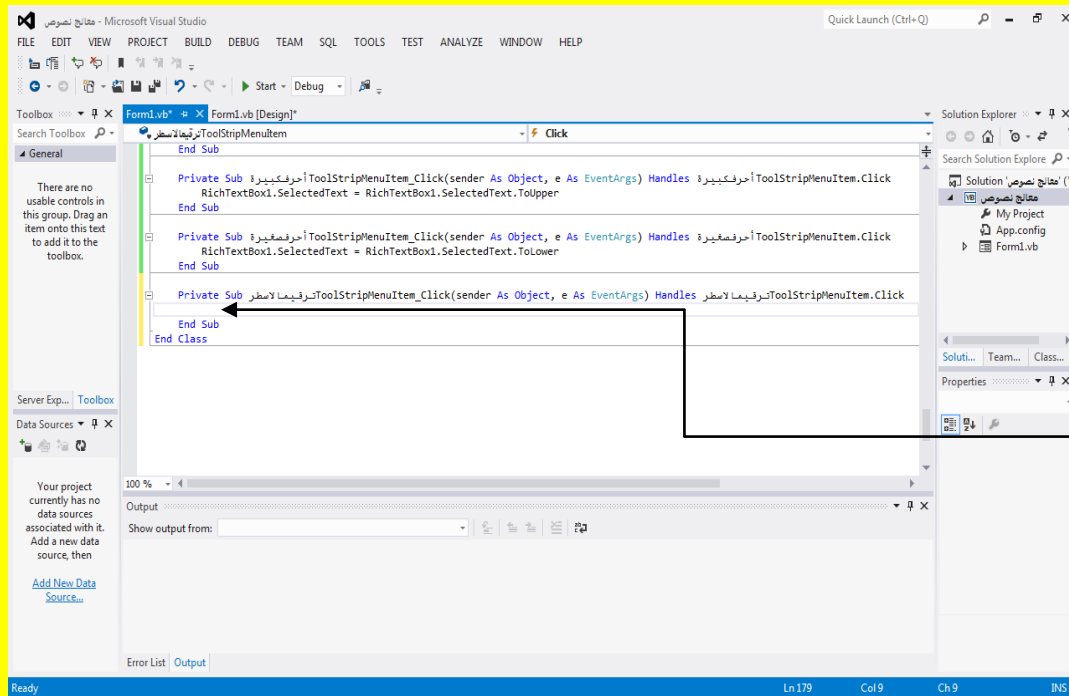 معالج نصوص - Microsoft Visual Studio
Quick Launch (Ctrl+Q)
FILE EDIT VIEW PROJECT BUILD DEBUG TEAM SQL TOOLS TEST ANALYZE WINDOW HELP
Start Debug
Toolbox
Search Toolbox
General
There are no
usable controls in
this group. Drag an
item onto this text
to add it to the
toolbox.
Server Exp... Toolbox
Data Sources
Your project
currently has no
data sources
associated with it.
Add a new data
source, then
Add New Data
Source...
Form1.vb* Form1.vb [Design]*
ترقيمالاسطرToolStripMenuItem Click
End Sub
Private Sub أحرفكبيرةToolStripMenuItem_Click(sender As Object, e As EventArgs) Handles أحرفكبيرةToolStripMenuItem.Click
RichTextBox1.SelectedText = RichTextBox1.SelectedText.ToUpper
End Sub
Private Sub أحرفصغيرةToolStripMenuItem_Click(sender As Object, e As EventArgs) Handles أحرفصغيرةToolStripMenuItem.Click
RichTextBox1.SelectedText = RichTextBox1.SelectedText.ToLower
End Sub
Private Sub ترقيمالاسطرToolStripMenuItem_Click(sender As Object, e As EventArgs) Handles ترقيمالاسطرToolStripMenuItem.Click
End Sub
End Class
100 %
Output
Show output from:
Error List Output
Solution Explorer
Search Solution Explore
Solution 'معالج نصوص' ('
معالج نصوص
My Project
App.config
Form1.vb
Soluti... Team... Class...
Properties
Ready Ln 179 Col 9 Ch 9 INS